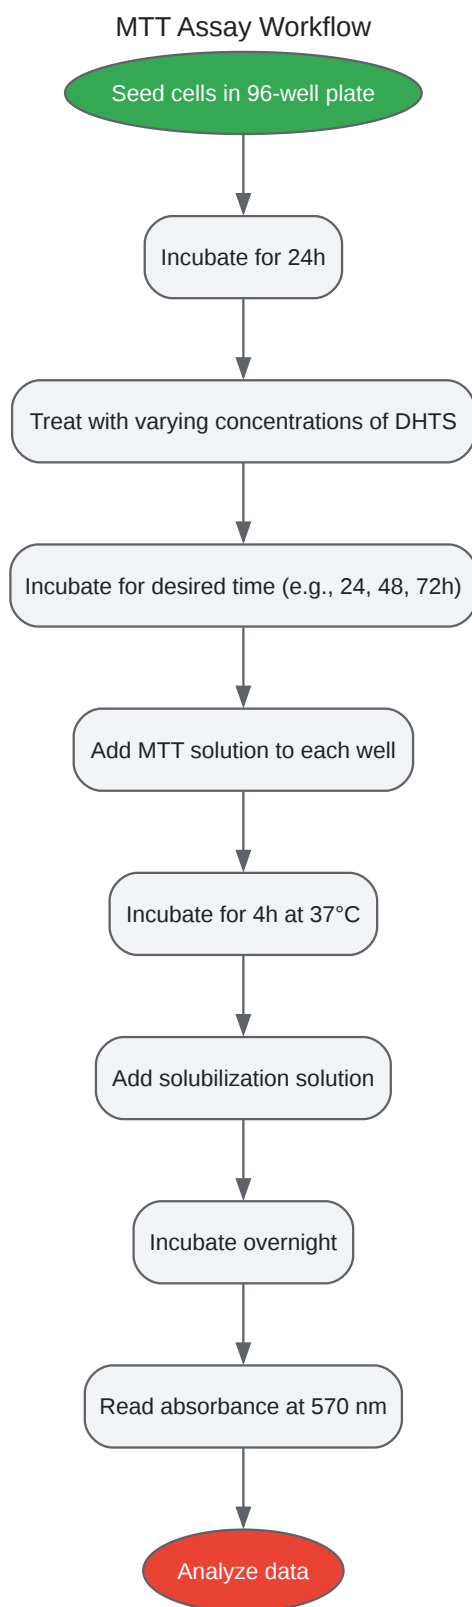 MTT Assay Workflow
Seed cells in 96-well plate
Incubate for 24h
Treat with varying concentrations of DHTS
Incubate for desired time (e.g., 24, 48, 72h)
Add MTT solution to each well
Incubate for 4h at 37°C
Add solubilization solution
Incubate overnight
Read absorbance at 570 nm
Analyze data